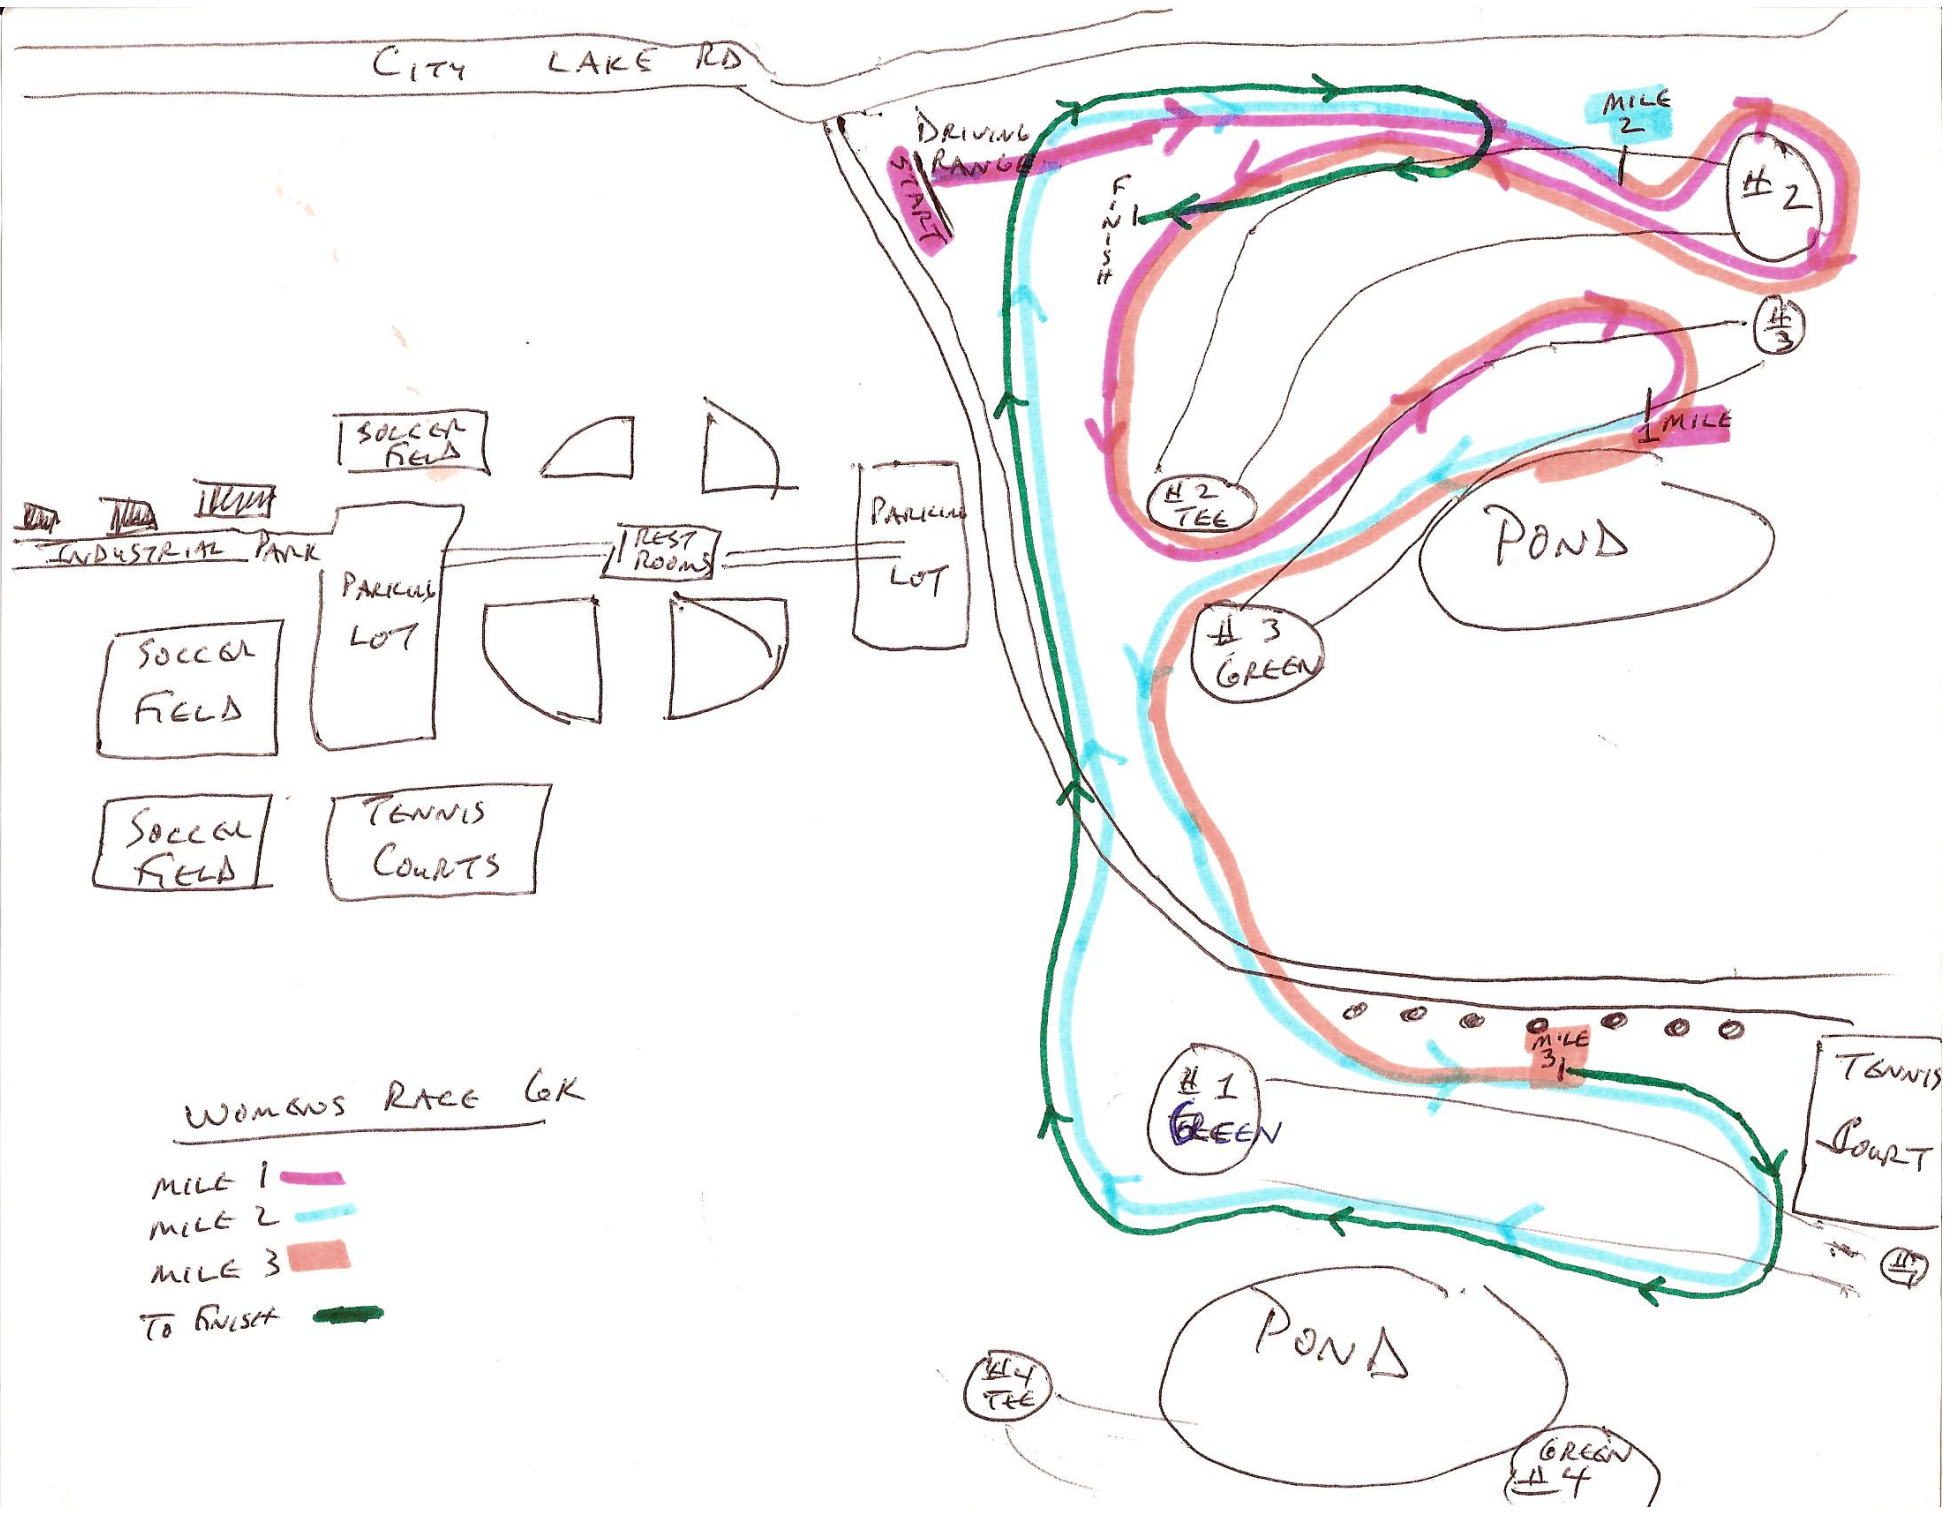 CITY LAKE RD
DRIVING
RANGE
START
FINISH
MILE
2
# 2
# 3
1 MILE
# 2
TEE
POND
# 3
GREEN
SOCCER
FIELD
INDUSTRIAL PARK
PARKING
LOT
REST
ROOMS
PARKING
LOT
SOCCER
FIELD
SOCCER
FIELD
TENNIS
COURTS
MILE
3
# 1
GREEN
TENNIS
COURT
WOMENS RACE 6K
MILE 1
MILE 2
MILE 3
TO FINISH
POND
#4
TEE
GREEN
# 4